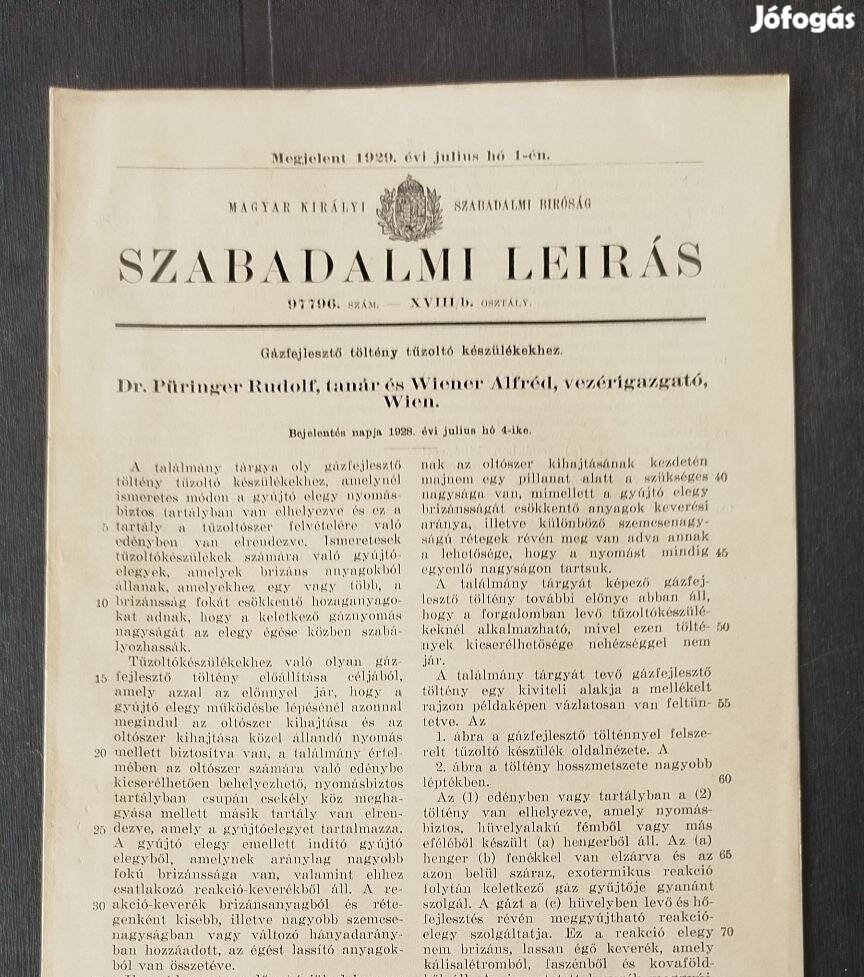 Jófogás
Megjelent 1929. évi julius hó 1-én.
MAGYAR KIRÁLYI SZABADALMI BIRÓSÁG
SZABADALMI LEIRÁS
97796. SZÁM. — XVIII/b. OSZTÁLY.
Gázfejlesztő töltény tűzoltó készülékekhez.
Dr. Püringer Rudolf, tanár és Wiener Alfréd, vezérigazgató,
Wien.
Bejelentés napja 1928. évi julius hó 4-ike.
A találmány tárgya oly gázfejlesztő
töltény tűzoltó készülékekhez, amelynél
ismeretes módon a gyújtó elegy nyomás-
biztos tartályban van elhelyezve és ez a
5 tartály a tűzoltószer felvételére való
edényben van elrendezve. Ismeretesek
tűzoltókészülékek számára való gyújtó-
elegyek, amelyek brizáns anyagokból
állanak, amelyekhez egy vagy több, a
10 brizánsság fokát csökkentő hozaganyago-
kat adnak, hogy a keletkező gáznyomás
nagyságát az elegy égése közben szabá-
lyozhassák.
Tűzoltókészülékekhez való olyan gáz-
15 fejlesztő töltény előállítása céljából,
amely azzal az előnnyel jár, hogy a
gyújtó elegy működésbe lépésénél azonnal
megindul az oltószer kihajtása és az
oltószer kihajtása közel állandó nyomás
20 mellett biztosítva van, a találmány értel-
mében az oltószer számára való edénybe
kicserélhetően behelyezhető, nyomásbiztos
tartályban csupán csekély köz megha-
gyása mellett másik tartály van elren-
25 dezve, amely a gyújtóelegyet tartalmazza.
A gyújtó elegy emellett indító gyújtó
elegyből, amelynek aránylag nagyobb
fokú brizánssága van, valamint ehhez
csatlakozó reakció-keverékből áll. A re-
30 akció-keverék brizánsanyagból és réte-
genként kisebb, illetve nagyobb szemcse-
nagyságban vagy változó hányadarány-
ban hozzáadott, az égést lassító anyagok-
ból van összetéve.
nak az oltószer kihajtásának kezdetén
majnem egy pillanat alatt a szükséges 40
nagysága van, mimellett a gyújtó elegy
brizánsságát csökkentő anyagok keverési
aránya, illetve különböző szemcsenagy-
ságú rétegek révén meg van adva annak
a lehetősége, hogy a nyomást mindig 45
egyenlő nagyságon tartsuk.
A találmány tárgyát képező gázfej-
lesztő töltény további előnye abban áll,
hogy a forgalomban levő tűzoltókészülé-
keknél alkalmazható, mivel ezen tölté- 50
nyek kicserélhetősége nehézséggel nem
jár.
A találmány tárgyát tevő gázfejlesztő
töltény egy kiviteli alakja a mellékelt
rajzon példaképen vázlatosan van feltün- 55
tetve. Az
1. ábra a gázfejlesztő tölténnyel felsze-
relt tűzoltó készülék oldalnézete. A
2. ábra a töltény hosszmetszete nagyobb
léptékben. 60
Az (1) edényben vagy tartályban a (2)
töltény van elhelyezve, amely nyomás-
biztos, hüvelyalakú fémből vagy más
efélóből készült (a) hengerből áll. Az (a)
henger (b) fenékkel van elzárva és az 65
azon belül száraz, exotermikus reakció
folytán keletkező gáz gyűjtője gyanánt
szolgál. A gázt a (c) hüvelyben levő és hő-
fejlesztés révén meggyújtható reakció-
elegy szolgáltatja. Ez a reakció elegy 70
nem brizáns, lassan égő keverék, amely
kálisalétromból, faszénből és kovaföld-